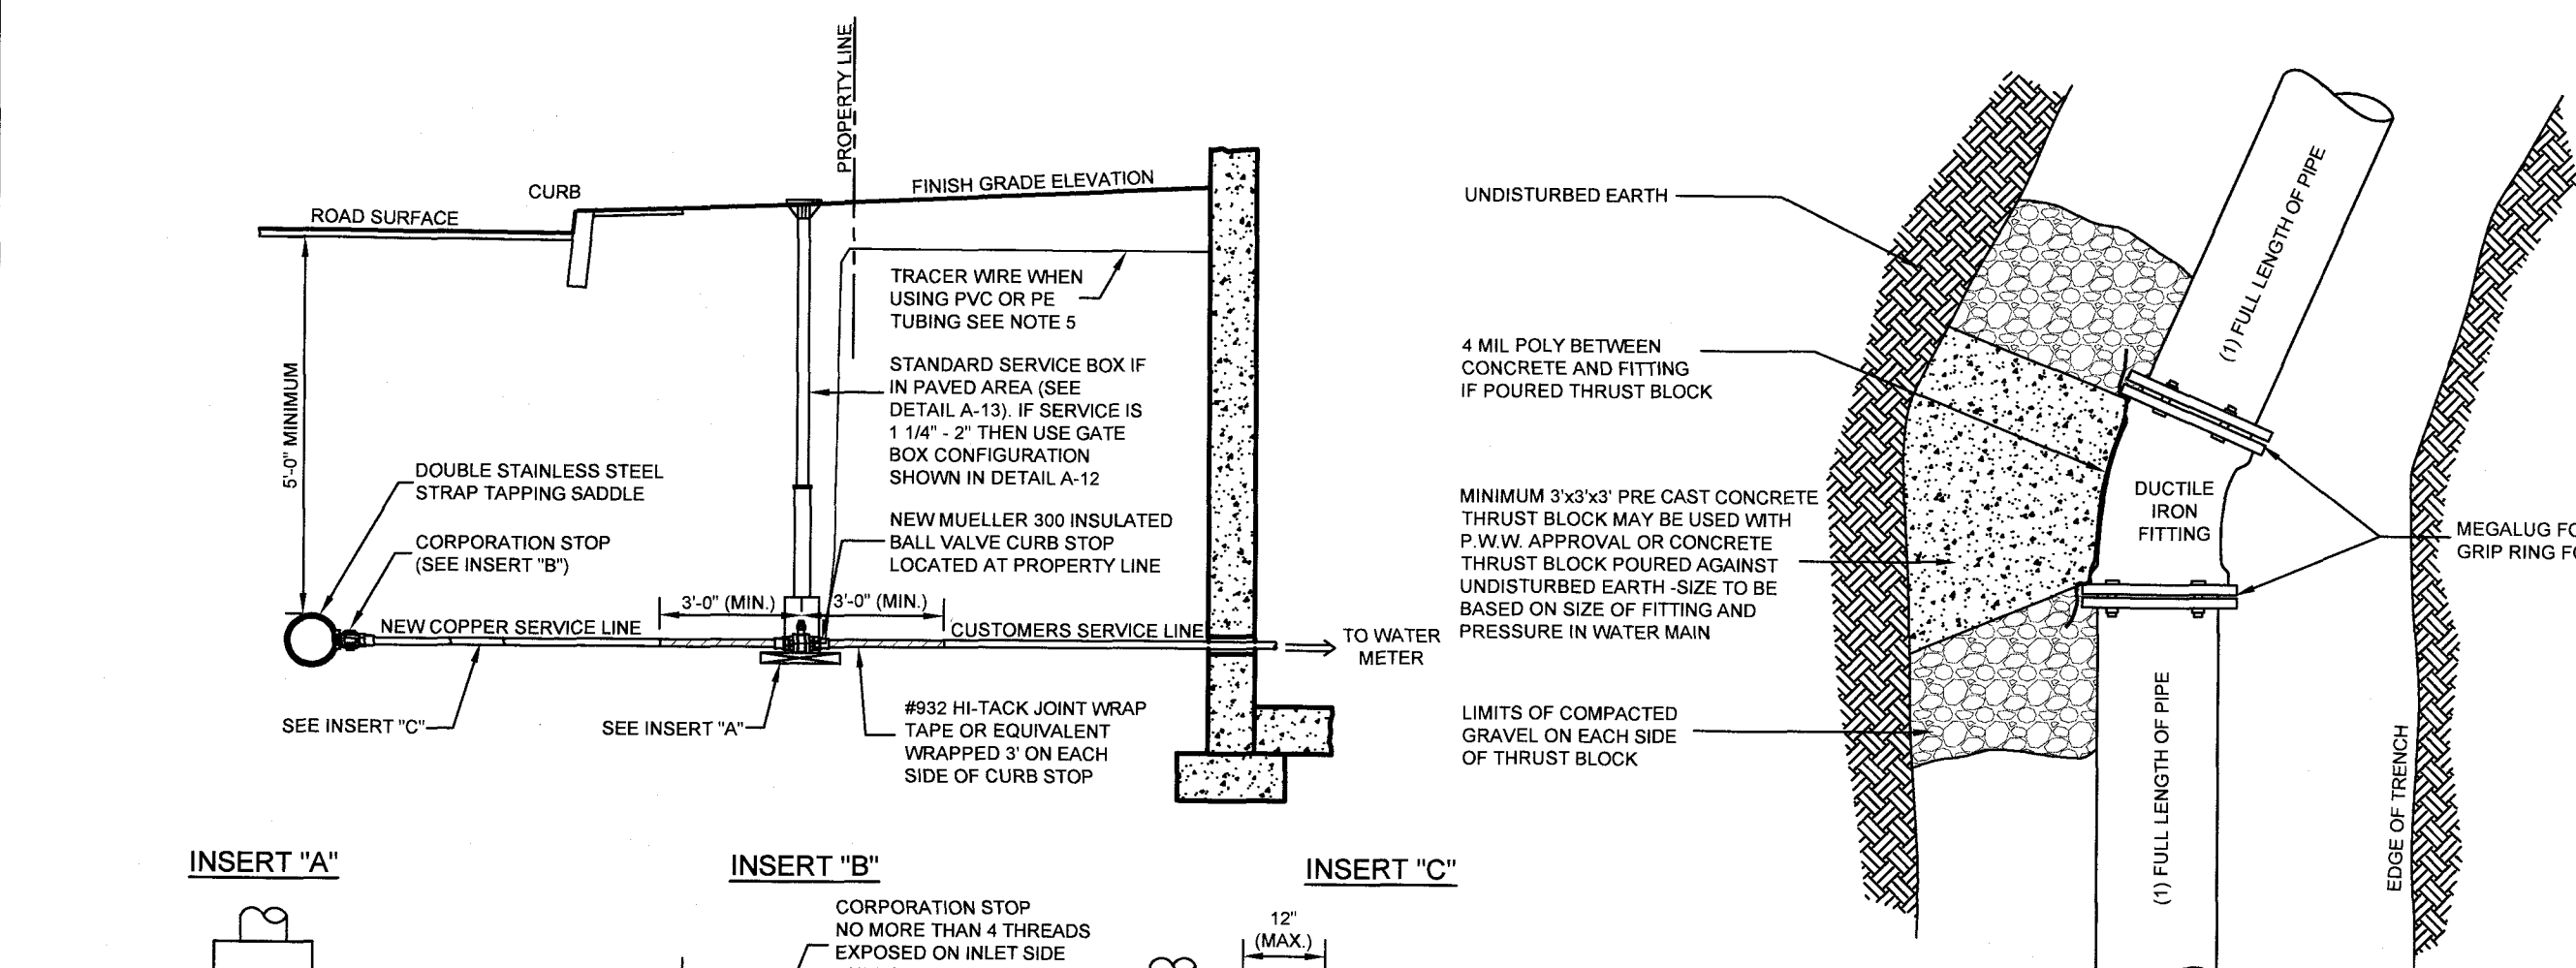 PROPERTY LINE
CURB
FINISH GRADE ELEVATION
ROAD SURFACE
5'-0" MINIMUM
TRACER WIRE WHEN
USING PVC OR PE
TUBING SEE NOTE 5
STANDARD SERVICE BOX IF
IN PAVED AREA (SEE
DETAIL A-13). IF SERVICE IS
1 1/4" - 2" THEN USE GATE
BOX CONFIGURATION
SHOWN IN DETAIL A-12
DOUBLE STAINLESS STEEL
STRAP TAPPING SADDLE
CORPORATION STOP
(SEE INSERT "B")
NEW MUELLER 300 INSULATED
BALL VALVE CURB STOP
LOCATED AT PROPERTY LINE
3'-0" (MIN.)
3'-0" (MIN.)
NEW COPPER SERVICE LINE
CUSTOMERS SERVICE LINE
TO WATER
METER
SEE INSERT "C"
SEE INSERT "A"
#932 HI-TACK JOINT WRAP
TAPE OR EQUIVALENT
WRAPPED 3' ON EACH
SIDE OF CURB STOP
UNDISTURBED EARTH
4 MIL POLY BETWEEN
CONCRETE AND FITTING
IF POURED THRUST BLOCK
MINIMUM 3'x3'x3' PRE CAST CONCRETE
THRUST BLOCK MAY BE USED WITH
P.W.W. APPROVAL OR CONCRETE
THRUST BLOCK POURED AGAINST
UNDISTURBED EARTH -SIZE TO BE
BASED ON SIZE OF FITTING AND
PRESSURE IN WATER MAIN
LIMITS OF COMPACTED
GRAVEL ON EACH SIDE
OF THRUST BLOCK
(1) FULL LENGTH OF PIPE
DUCTILE
IRON
FITTING
MEGALUG FO
GRIP RING FO
(1) FULL LENGTH OF PIPE
EDGE OF TRENCH
INSERT "A"
INSERT "B"
CORPORATION STOP
NO MORE THAN 4 THREADS
EXPOSED ON INLET SIDE
INSERT "C"
12"
(MAX.)